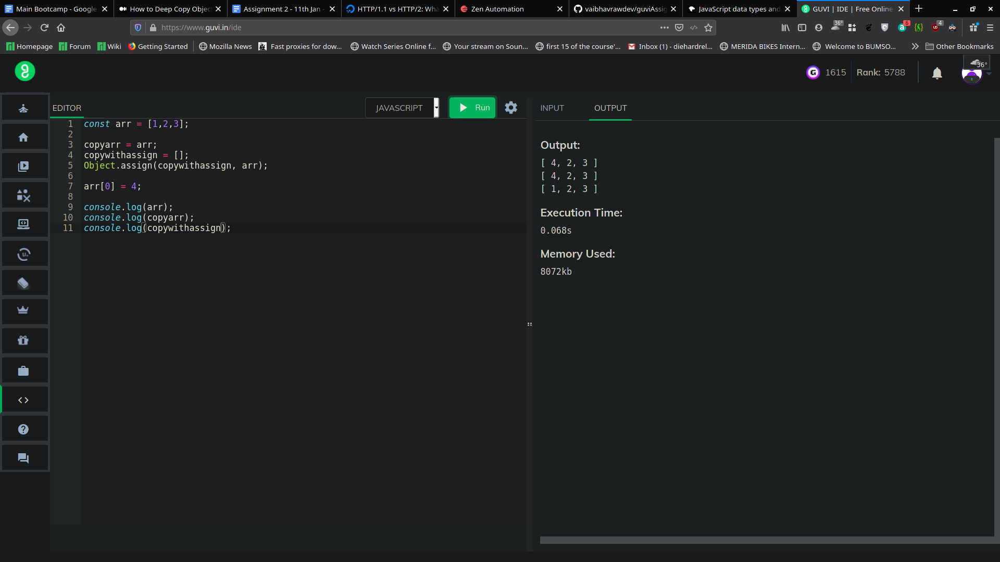 Main Bootcamp - Google
How to Deep Copy Objec
Assignment 2 - 11th Jan -
HTTP/1.1 vs HTTP/2: Wha
Zen Automation
vaibhavrawdev/guviAssig
JavaScript data types and
GUVI | IDE | Free Online
https://www.guvi.in/ide
36°
6
4
Homepage
Forum
Wiki
Getting Started
Mozilla News
Fast proxies for dow...
Watch Series Online f...
Your stream on Soun...
first 15 of the course'...
Inbox (1) - diehardrel...
MERIDA BIKES Intern...
Welcome to BUMSO...
Other Bookmarks
G 1615
Rank: 5788
36°
EDITOR
JAVASCRIPT
Run
INPUT
OUTPUT
1 const arr = [1,2,3];
2
3 copyarr = arr;
4 copywithassign = [];
5 Object.assign(copywithassign, arr);
6
7 arr[0] = 4;
8
9 console.log(arr);
10 console.log(copyarr);
11 console.log(copywithassign);
Output:
[ 4, 2, 3 ]
[ 4, 2, 3 ]
[ 1, 2, 3 ]
Execution Time:
0.068s
Memory Used:
8072kb